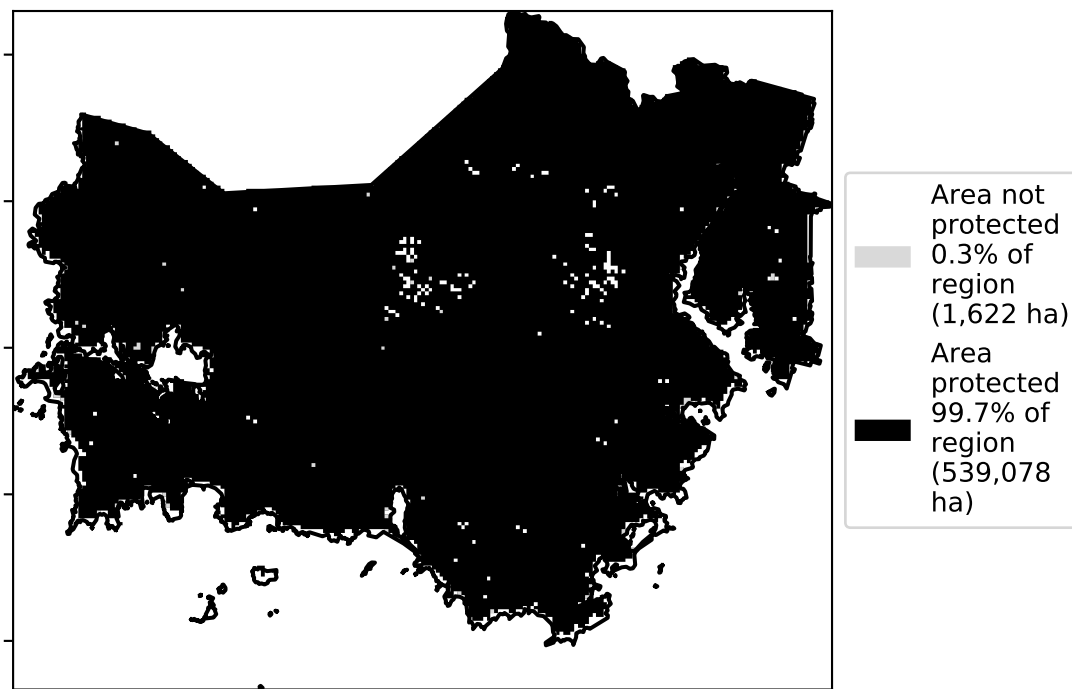 Area not
protected
0.3% of
region
(1,622 ha)
Area
protected
99.7% of
region
(539,078
ha)